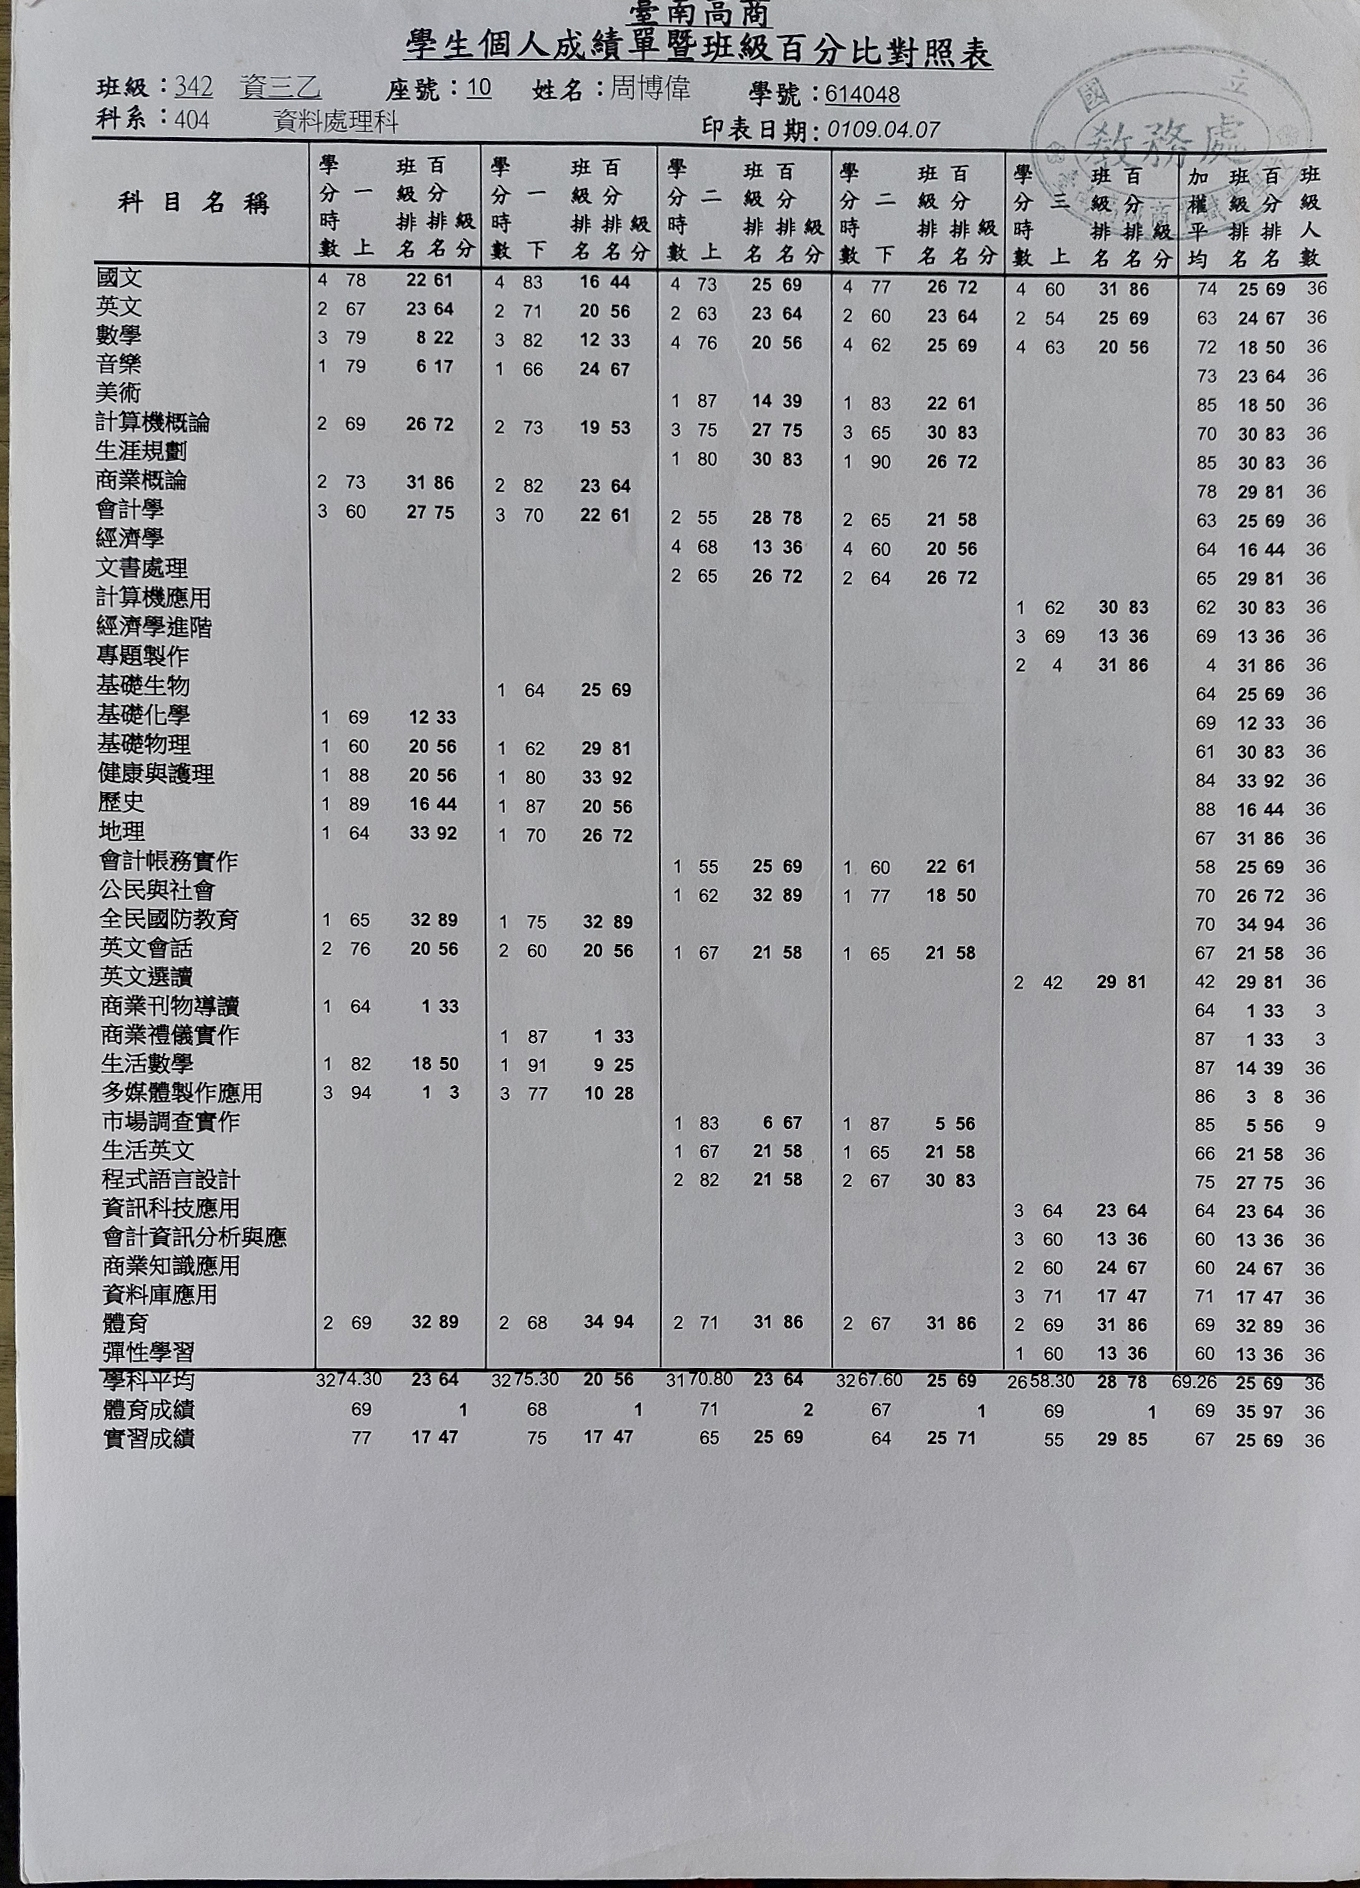 臺南高商
學生個人成績單暨班級百分比對照表
班級：342 資三乙 座號：10 姓名：周博偉 學號：614048
科系：404 資料處理科 印表日期：0109.04.07
國立
教務處
科目名稱 學分時數 一上 班級排名 百分排名 級分 學分時數 一下 班級排名 百分排名 級分 學分時數 二上 班級排名 百分排名 級分 學分時數 二下 班級排名 百分排名 級分 學分時數 三上 班級排名 百分排名 級分 加權平均 班級排名 百分排名 班級人數
國文 4 78 22 61 4 83 16 44 4 73 25 69 4 77 26 72 4 60 31 86 74 25 69 36
英文 2 67 23 64 2 71 20 56 2 63 23 64 2 60 23 64 2 54 25 69 63 24 67 36
數學 3 79 8 22 3 82 12 33 4 76 20 56 4 62 25 69 4 63 20 56 72 18 50 36
音樂 1 79 6 17 1 66 24 67 73 23 64 36
美術 1 87 14 39 1 83 22 61 85 18 50 36
計算機概論 2 69 26 72 2 73 19 53 3 75 27 75 3 65 30 83 70 30 83 36
生涯規劃 1 80 30 83 1 90 26 72 85 30 83 36
商業概論 2 73 31 86 2 82 23 64 78 29 81 36
會計學 3 60 27 75 3 70 22 61 2 55 28 78 2 65 21 58 63 25 69 36
經濟學 4 68 13 36 4 60 20 56 64 16 44 36
文書處理 2 65 26 72 2 64 26 72 65 29 81 36
計算機應用 1 62 30 83 62 30 83 36
經濟學進階 3 69 13 36 69 13 36 36
專題製作 2 4 31 86 4 31 86 36
基礎生物 1 64 25 69 64 25 69 36
基礎化學 1 69 12 33 69 12 33 36
基礎物理 1 60 20 56 1 62 29 81 61 30 83 36
健康與護理 1 88 20 56 1 80 33 92 84 33 92 36
歷史 1 89 16 44 1 87 20 56 88 16 44 36
地理 1 64 33 92 1 70 26 72 67 31 86 36
會計帳務實作 1 55 25 69 1 60 22 61 58 25 69 36
公民與社會 1 62 32 89 1 77 18 50 70 26 72 36
全民國防教育 1 65 32 89 1 75 32 89 70 34 94 36
英文會話 2 76 20 56 2 60 20 56 1 67 21 58 1 65 21 58 67 21 58 36
英文選讀 2 42 29 81 42 29 81 36
商業刊物導讀 1 64 1 33 64 1 33 3
商業禮儀實作 1 87 1 33 87 1 33 3
生活數學 1 82 18 50 1 91 9 25 87 14 39 36
多媒體製作應用 3 94 1 3 3 77 10 28 86 3 8 36
市場調查實作 1 83 6 67 1 87 5 56 85 5 56 9
生活英文 1 67 21 58 1 65 21 58 66 21 58 36
程式語言設計 2 82 21 58 2 67 30 83 75 27 75 36
資訊科技應用 3 64 23 64 64 23 64 36
會計資訊分析與應 3 60 13 36 60 13 36 36
商業知識應用 2 60 24 67 60 24 67 36
資料庫應用 3 71 17 47 71 17 47 36
體育 2 69 32 89 2 68 34 94 2 71 31 86 2 67 31 86 2 69 31 86 69 32 89 36
彈性學習 1 60 13 36 60 13 36 36
學科平均 32 74.30 23 64 32 75.30 20 56 31 70.80 23 64 32 67.60 25 69 26 58.30 28 78 69.26 25 69 36
體育成績 69 1 68 1 71 2 67 1 69 1 69 35 97 36
實習成績 77 17 47 75 17 47 65 25 69 64 25 71 55 29 85 67 25 69 36